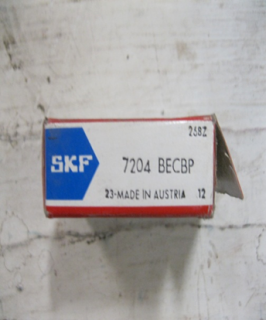 268Z
SKF
7204 BECBP
23-MADE IN AUSTRIA 12